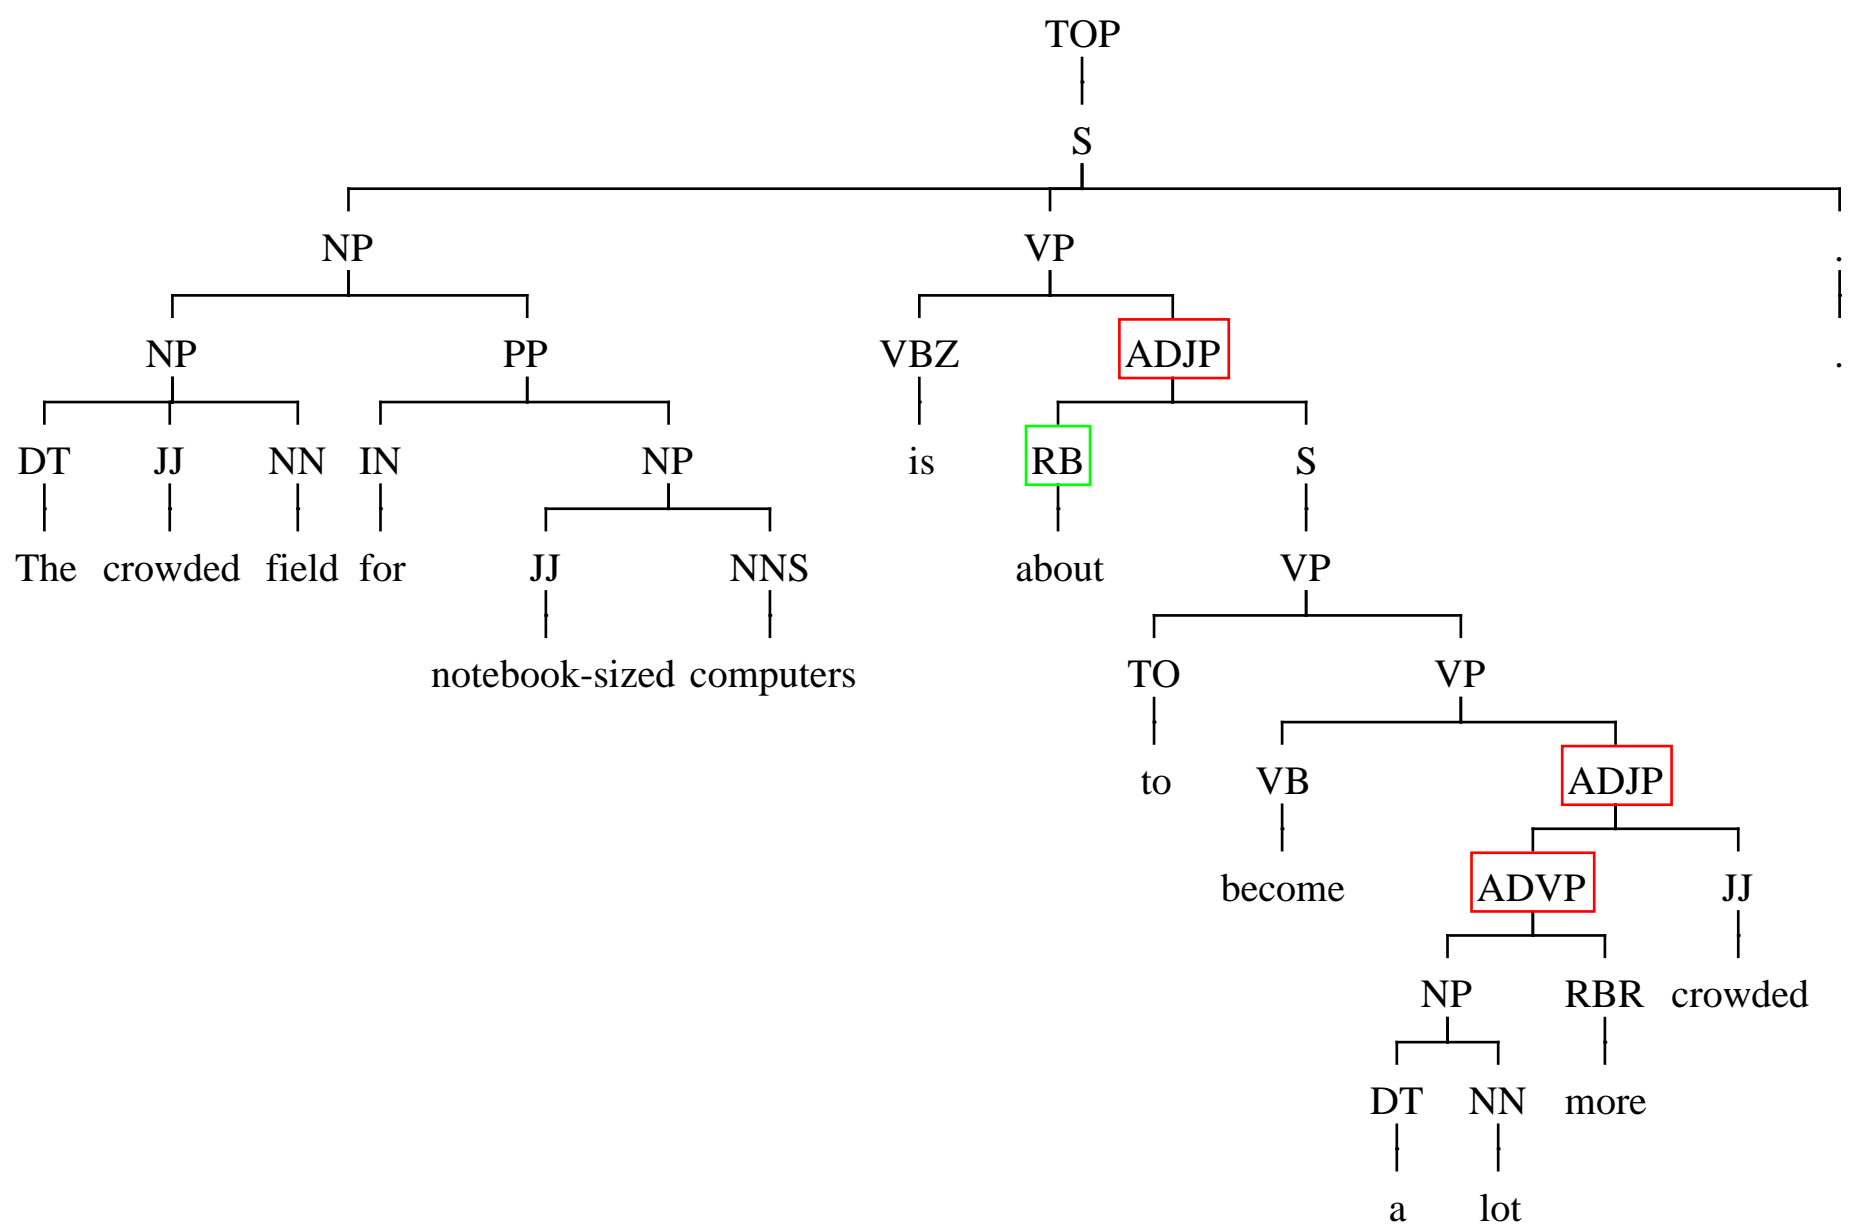 TOP
S
NP VP .
NP PP VBZ ADJP .
DT JJ NN IN NP is RB S
The crowded field for JJ NNS about VP
notebook-sized computers TO VP
to VB ADJP
become ADVP JJ
NP RBR crowded
DT NN more
a lot